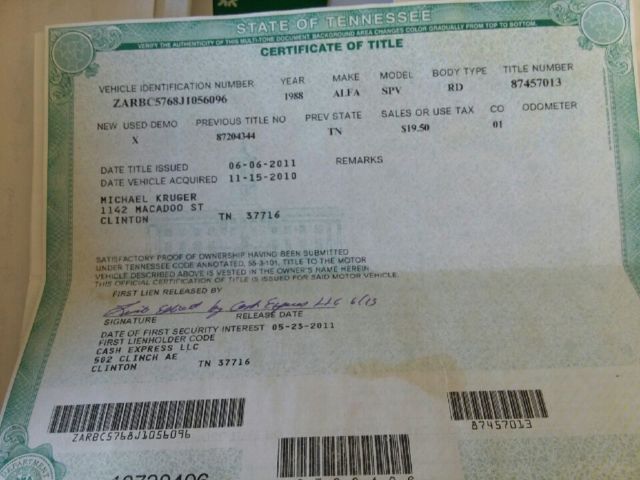 STATE OF TENNESSEE
VERIFY THE AUTHENTICITY OF THIS MULTI-TONE DOCUMENT BACKGROUND AREA CHANGES COLOR GRADUALLY FROM TOP TO BOTTOM.
CERTIFICATE OF TITLE
VEHICLE IDENTIFICATION NUMBER YEAR MAKE MODEL BODY TYPE TITLE NUMBER
ZARBC5768J1056096 1988 ALFA SPV RD 87457013
NEW USED DEMO PREVIOUS TITLE NO PREV STATE SALES OR USE TAX CO ODOMETER
X 87204344 TN $19.50 01
DATE TITLE ISSUED 06-06-2011 REMARKS
DATE VEHICLE ACQUIRED 11-15-2010
MICHAEL KRUGER
1142 MACADOO ST
CLINTON TN 37716
SATISFACTORY PROOF OF OWNERSHIP HAVING BEEN SUBMITTED
UNDER TENNESSEE CODE ANNOTATED, 55-3-101, TITLE TO THE MOTOR
VEHICLE DESCRIBED ABOVE IS VESTED IN THE OWNER'S NAME HEREIN.
THIS OFFICIAL CERTIFICATION OF TITLE IS ISSUED FOR SAID MOTOR VEHICLE.
FIRST LIEN RELEASED BY
by Cash Express LLC 6/13
SIGNATURE RELEASE DATE
DATE OF FIRST SECURITY INTEREST 05-23-2011
FIRST LIENHOLDER CODE
CASH EXPRESS LLC
502 CLINCH AE
CLINTON TN 37716
ZARBC5768J1056096
87457013
DEPARTMENT